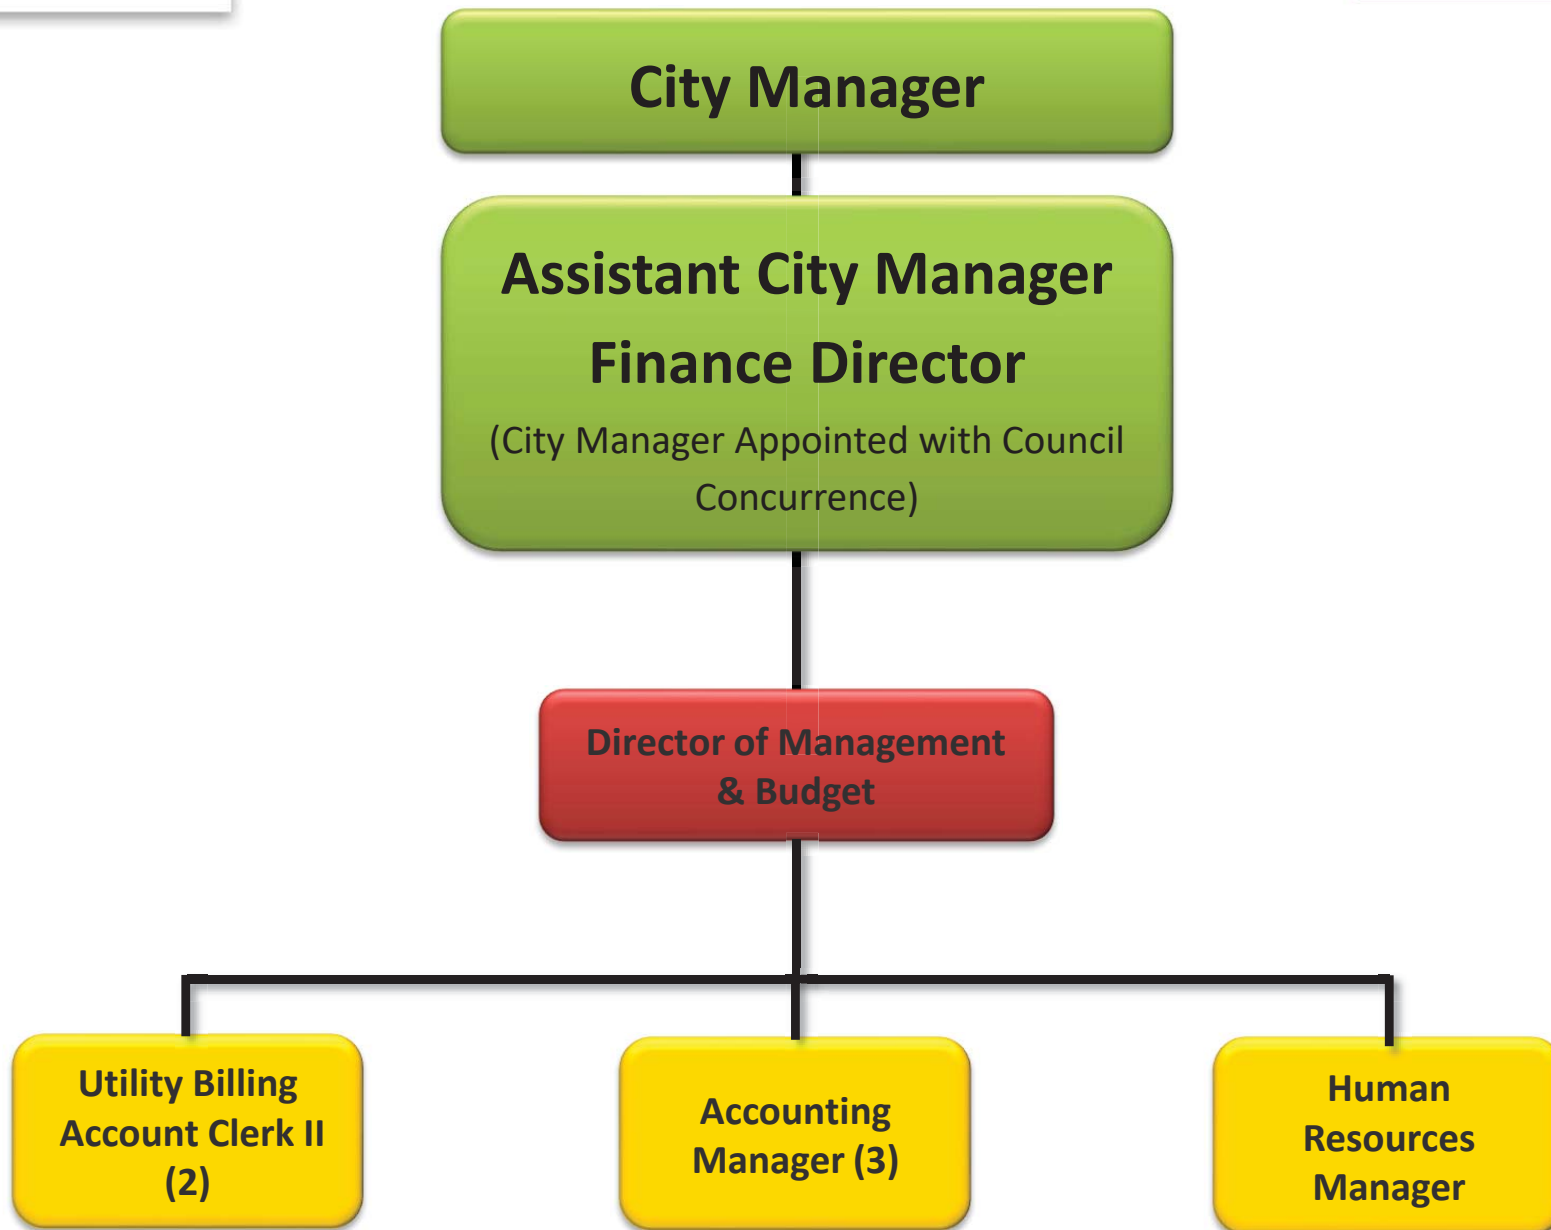 City Manager
Assistant City Manager
Finance Director
(City Manager Appointed with Council
Concurrence)
Director of Management
& Budget
Utility Billing
Account Clerk II
(2)
Accounting
Manager (3)
Human
Resources
Manager